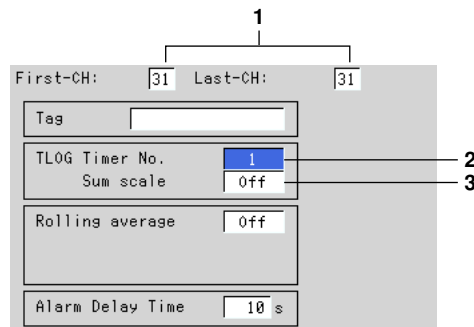 1
First-CH: 31 Last-CH: 31
Tag
TLOG Timer No. 1 2
Sum scale Off 3
Rolling average Off
Alarm Delay Time 10 s